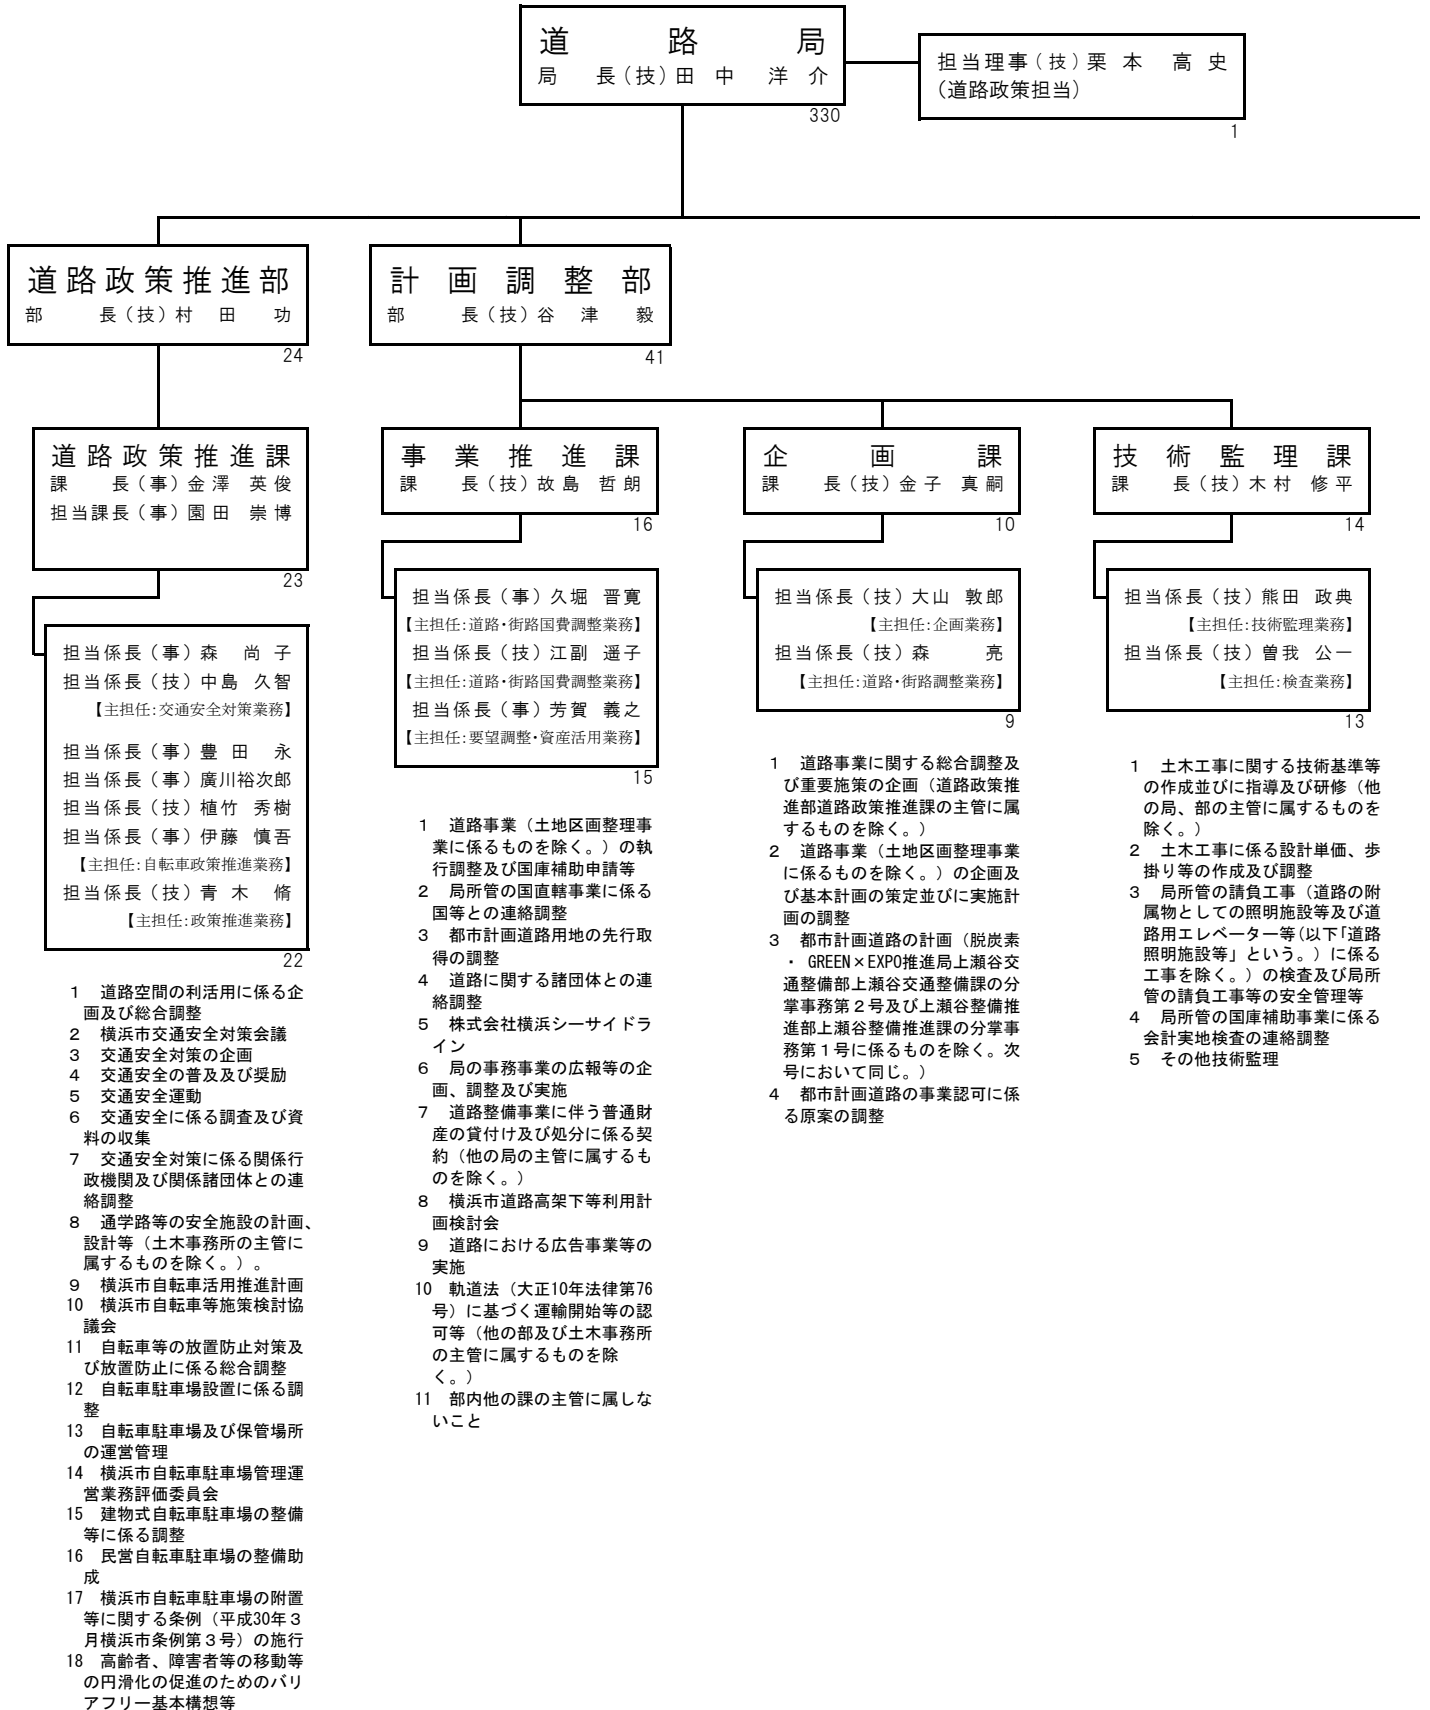 道路局
局長(技)田中洋介
330
担当理事(技)栗本高史
(道路政策担当)
1
道路政策推進部
部長(技)村田功
24
計画調整部
部長(技)谷津毅
41
道路政策推進課
課長(事)金澤英俊
担当課長(事)園田崇博
23
担当係長(事)森尚子
担当係長(技)中島久智
【主担任:交通安全対策業務】
担当係長(事)豊田永
担当係長(事)廣川裕次郎
担当係長(技)植竹秀樹
担当係長(事)伊藤慎吾
【主担任:自転車政策推進業務】
担当係長(技)青木脩
【主担任:政策推進業務】
22
1 道路空間の利活用に係る企
画及び総合調整
2 横浜市交通安全対策会議
3 交通安全対策の企画
4 交通安全の普及及び奨励
5 交通安全運動
6 交通安全に係る調査及び資
料の収集
7 交通安全対策に係る関係行
政機関及び関係諸団体との連
絡調整
8 通学路等の安全施設の計画、
設計等(土木事務所の主管に
属するものを除く。)。
9 横浜市自転車活用推進計画
10 横浜市自転車等施策検討協
議会
11 自転車等の放置防止対策及
び放置防止に係る総合調整
12 自転車駐車場設置に係る調
整
13 自転車駐車場及び保管場所
の運営管理
14 横浜市自転車駐車場管理運
営業務評価委員会
15 建物式自転車駐車場の整備
等に係る調整
16 民営自転車駐車場の整備助
成
17 横浜市自転車駐車場の附置
等に関する条例(平成30年3
月横浜市条例第3号)の施行
18 高齢者、障害者等の移動等
の円滑化の促進のためのバリ
アフリー基本構想等
事業推進課
課長(技)故島哲朗
16
担当係長(事)久堀晋寛
【主担任:道路・街路国費調整業務】
担当係長(技)江副遥子
【主担任:道路・街路国費調整業務】
担当係長(事)芳賀義之
【主担任:要望調整・資産活用業務】
15
1 道路事業(土地区画整理事
業に係るものを除く。)の執
行調整及び国庫補助申請等
2 局所管の国直轄事業に係る
国等との連絡調整
3 都市計画道路用地の先行取
得の調整
4 道路に関する諸団体との連
絡調整
5 株式会社横浜シーサイドラ
イン
6 局の事務事業の広報等の企
画、調整及び実施
7 道路整備事業に伴う普通財
産の貸付け及び処分に係る契
約(他の局の主管に属するも
のを除く。)
8 横浜市道路高架下等利用計
画検討会
9 道路における広告事業等の
実施
10 軌道法(大正10年法律第76
号)に基づく運輸開始等の認
可等(他の部及び土木事務所
の主管に属するものを除
く。)
11 部内他の課の主管に属しな
いこと
企画課
課長(技)金子真嗣
10
担当係長(技)大山敦郎
【主担任:企画業務】
担当係長(技)森亮
【主担任:道路・街路調整業務】
9
1 道路事業に関する総合調整及
び重要施策の企画(道路政策推
進部道路政策推進課の主管に属
するものを除く。)
2 道路事業(土地区画整理事業
に係るものを除く。)の企画及
び基本計画の策定並びに実施計
画の調整
3 都市計画道路の計画(脱炭素
・GREEN×EXPO推進局上瀬谷交
通整備部上瀬谷交通整備課の分
掌事務第2号及び上瀬谷整備推
進部上瀬谷整備推進課の分掌事
務第1号に係るものを除く。次
号において同じ。)
4 都市計画道路の事業認可に係
る原案の調整
技術監理課
課長(技)木村修平
14
担当係長(技)熊田政典
【主担任:技術監理業務】
担当係長(技)曽我公一
【主担任:検査業務】
13
1 土木工事に関する技術基準等
の作成並びに指導及び研修(他
の局、部の主管に属するものを
除く。)
2 土木工事に係る設計単価、歩
掛り等の作成及び調整
3 局所管の請負工事(道路の附
属物としての照明施設等及び道
路用エレベーター等(以下「道路
照明施設等」という。)に係る
工事を除く。)の検査及び局所
管の請負工事等の安全管理等
4 局所管の国庫補助事業に係る
会計実地検査の連絡調整
5 その他技術監理